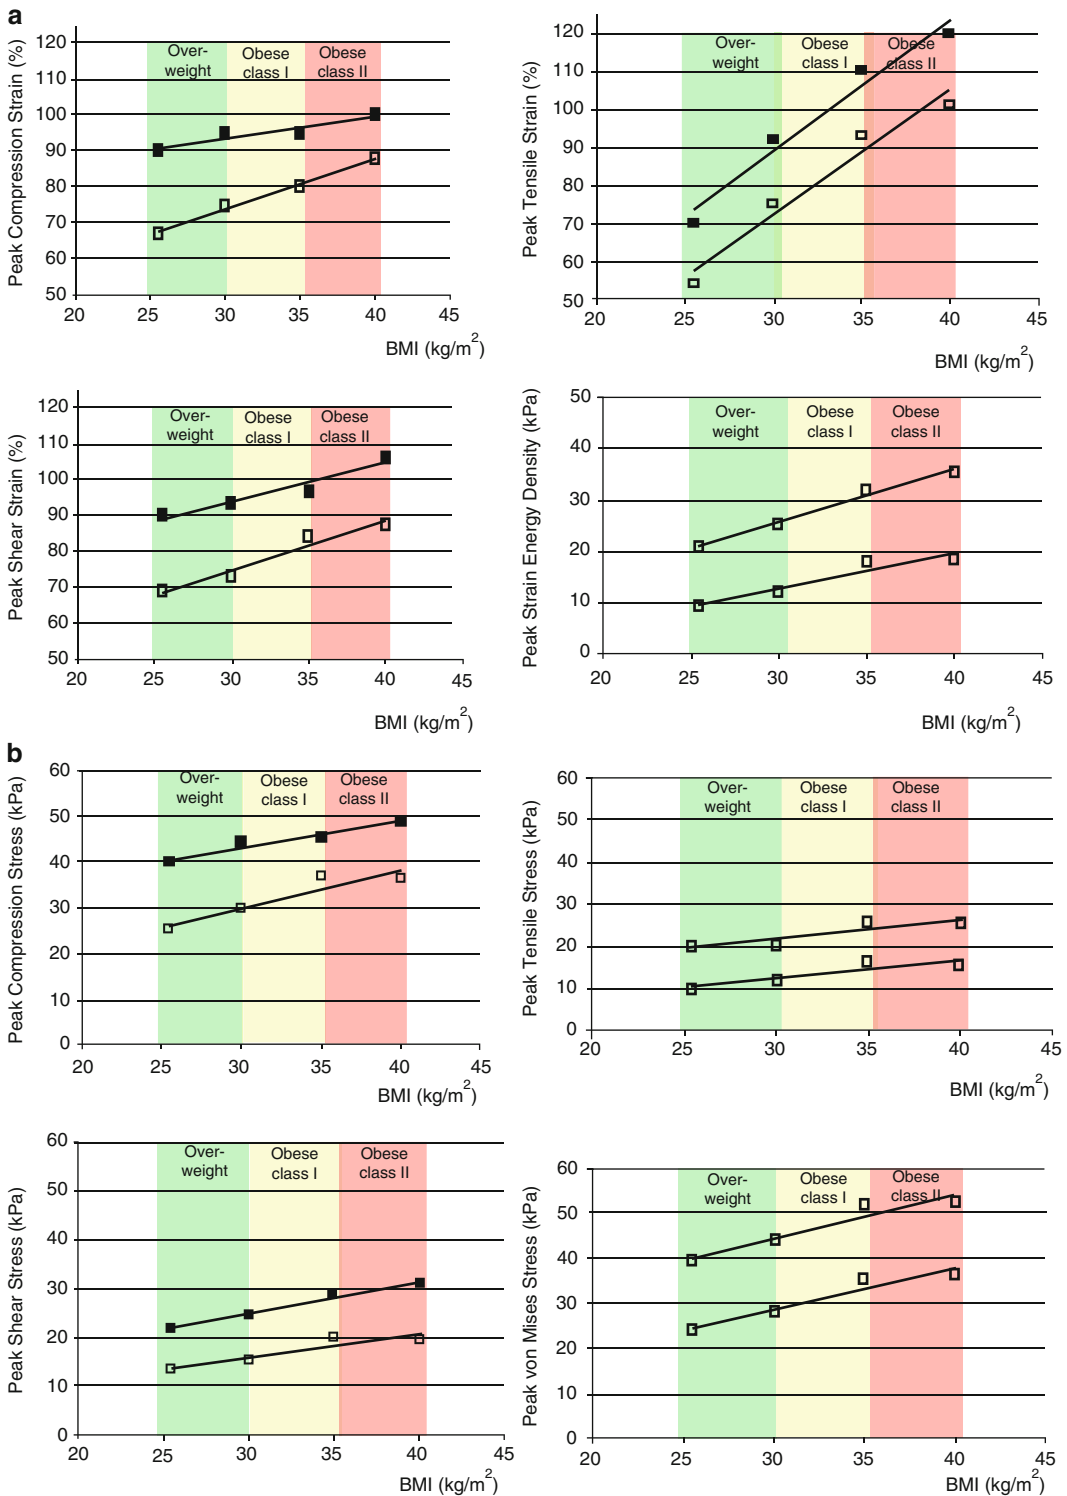 a
Peak Compression Strain (%)
120
110
100
90
80
70
60
50
20 25 30 35 40 45
Over-
weight
Obese
class I
Obese
class II
BMI (kg/m²)
Peak Tensile Strain (%)
120
110
100
90
80
70
60
50
20 25 30 35 40 45
Over-
weight
Obese
class I
Obese
class II
BMI (kg/m²)
Peak Shear Strain (%)
120
110
100
90
80
70
60
50
20 25 30 35 40 45
Over-
weight
Obese
class I
Obese
class II
BMI (kg/m²)
Peak Strain Energy Density (kPa)
50
40
30
20
10
0
20 25 30 35 40 45
Over-
weight
Obese
class I
Obese
class II
BMI (kg/m²)
b
Peak Compression Stress (kPa)
60
50
40
30
20
10
0
20 25 30 35 40 45
Over-
weight
Obese
class I
Obese
class II
BMI (kg/m²)
Peak Tensile Stress (kPa)
60
50
40
30
20
10
0
20 25 30 35 40 45
Over-
weight
Obese
class I
Obese
class II
BMI (kg/m²)
Peak Shear Stress (kPa)
60
50
40
30
20
10
0
20 25 30 35 40 45
Over-
weight
Obese
class I
Obese
class II
BMI (kg/m²)
Peak von Mises Stress (kPa)
60
50
40
30
20
10
0
20 25 30 35 40 45
Over-
weight
Obese
class I
Obese
class II
BMI (kg/m²)